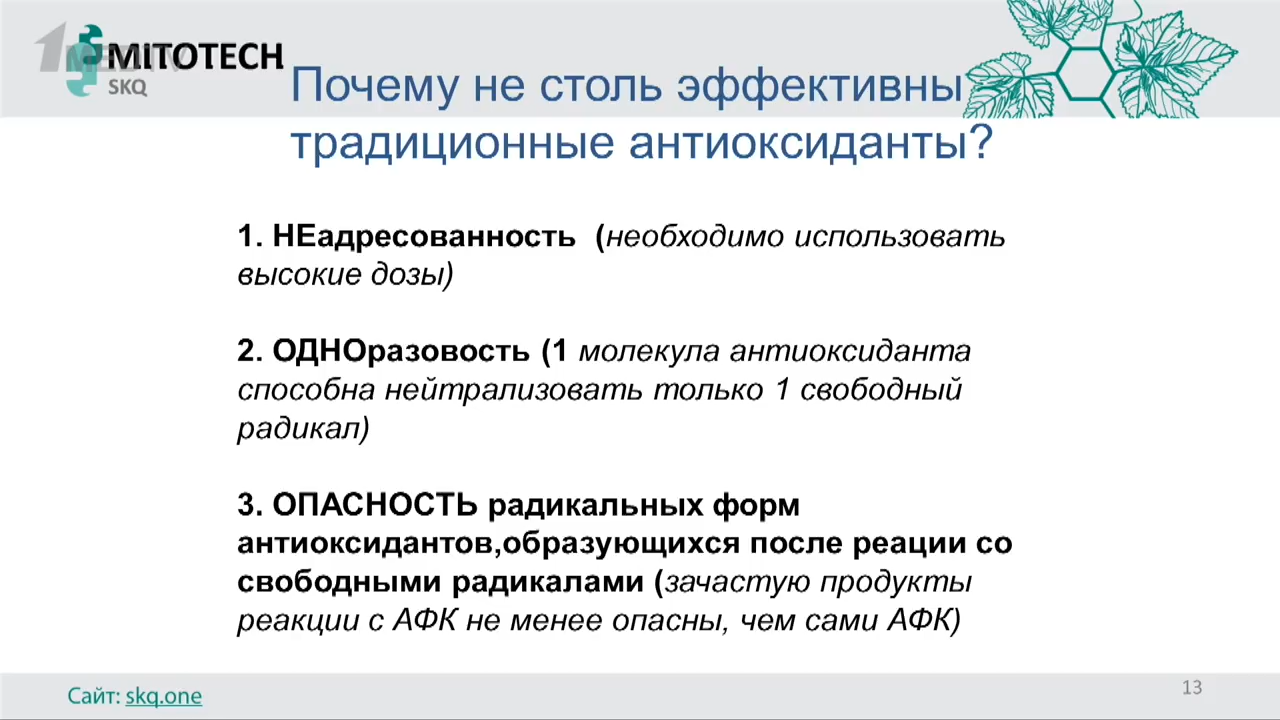 MITOTECH
SKQ
Почему не столь эффективны
традиционные антиоксиданты?
1. НЕадресованность (необходимо использовать
высокие дозы)
2. ОДНОразовость (1 молекула антиоксиданта
способна нейтрализовать только 1 свободный
радикал)
3. ОПАСНОСТЬ радикальных форм
антиоксидантов,образующихся после реации со
свободными радикалами (зачастую продукты
реакции с АФК не менее опасны, чем сами АФК)
Сайт: skq.one
13